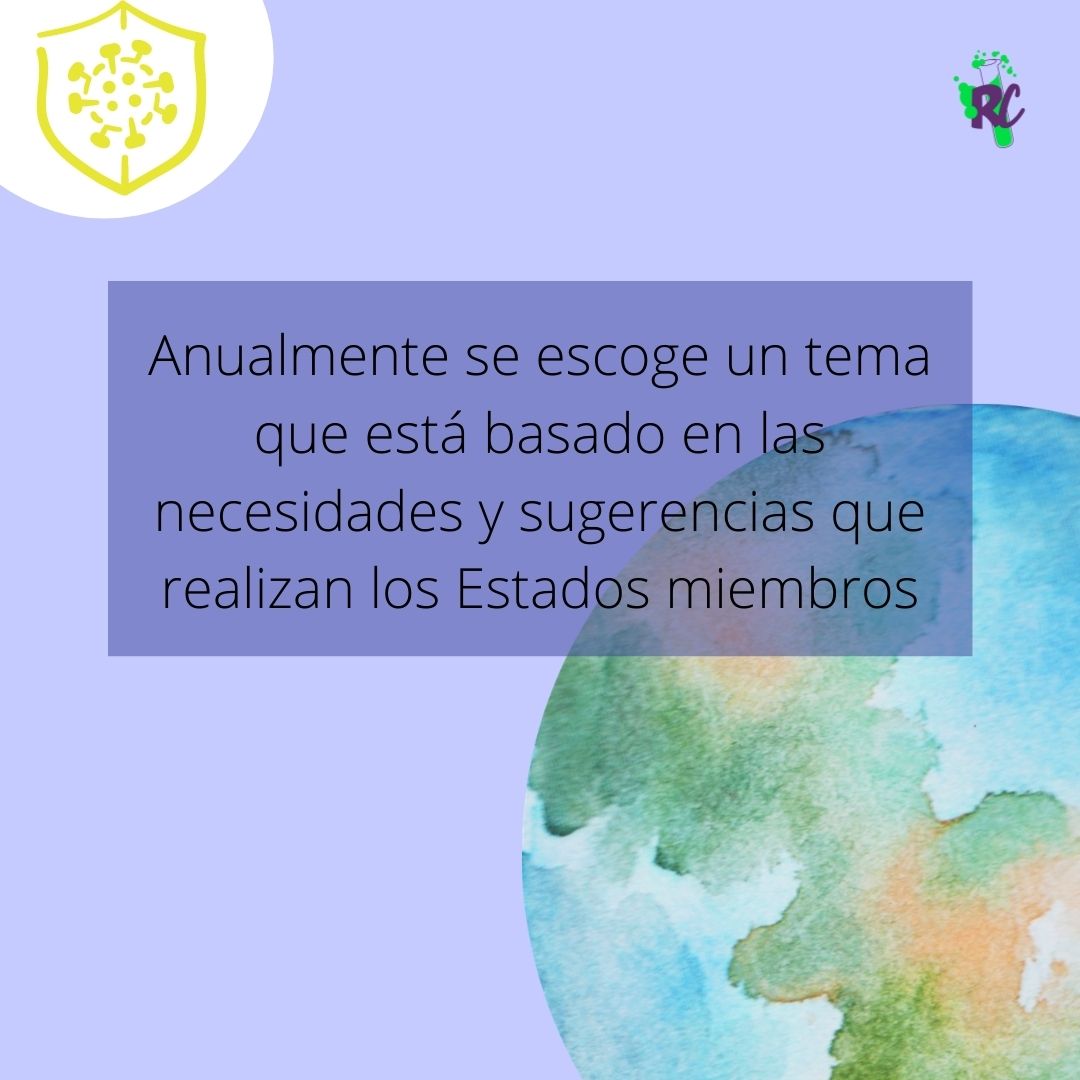 RC
Anualmente se escoge un tema
que está basado en las
necesidades y sugerencias que
realizan los Estados miembros